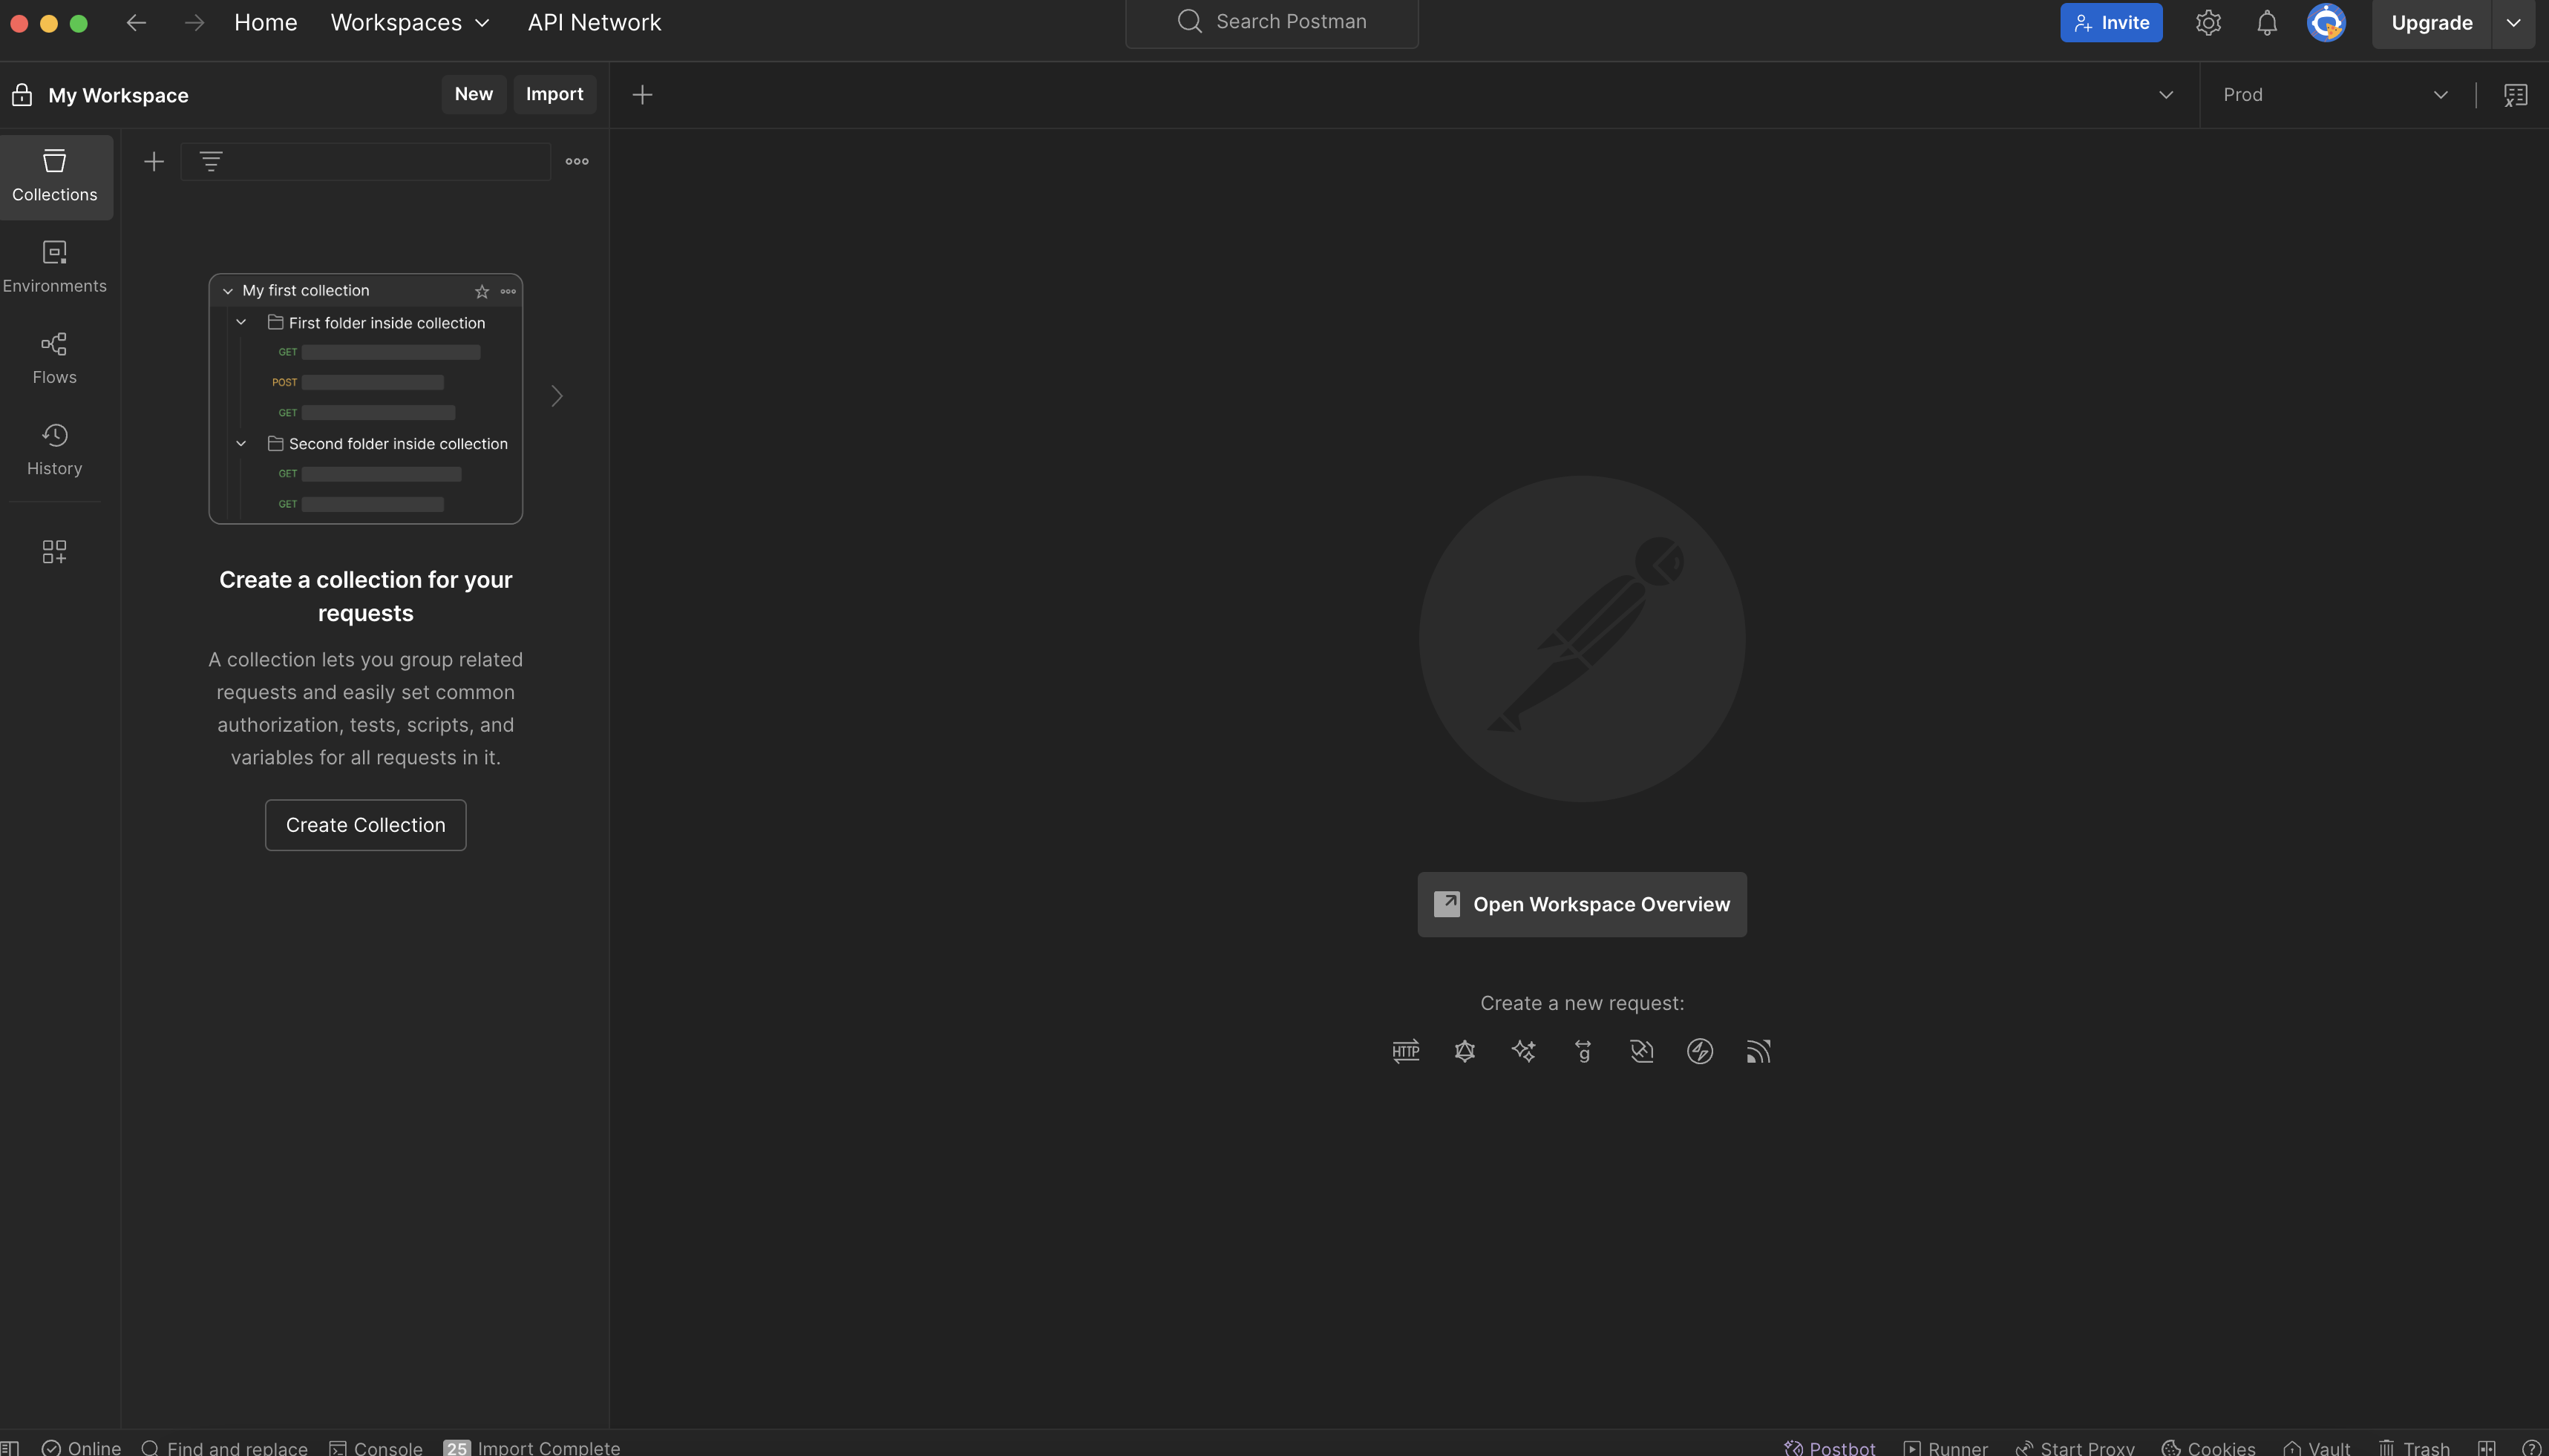 Home
Workspaces
API Network
Search Postman
Invite
Upgrade
My Workspace
New
Import
Prod
Collections
Environments
Flows
History
My first collection
First folder inside collection
GET
POST
GET
Second folder inside collection
GET
GET
Create a collection for your
requests
A collection lets you group related
requests and easily set common
authorization, tests, scripts, and
variables for all requests in it.
Create Collection
Open Workspace Overview
Create a new request:
HTTP
g
Online
Find and replace
Console
25 Import Complete
Postbot
Runner
Start Proxy
Cookies
Vault
Trash